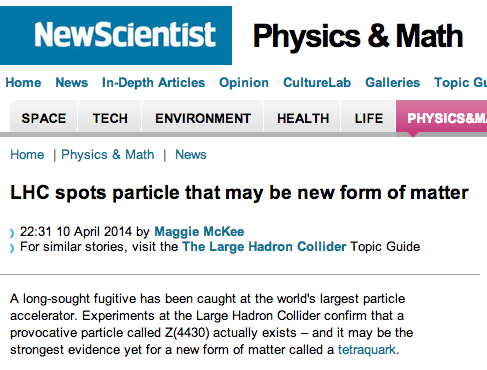 NewScientist Physics & Math
Home News In-Depth Articles Opinion CultureLab Galleries Topic Gu
SPACE TECH ENVIRONMENT HEALTH LIFE PHYSICS&MA
Home | Physics & Math | News
LHC spots particle that may be new form of matter
22:31 10 April 2014 by Maggie McKee
For similar stories, visit the The Large Hadron Collider Topic Guide
A long-sought fugitive has been caught at the world's largest particle
accelerator. Experiments at the Large Hadron Collider confirm that a
provocative particle called Z(4430) actually exists – and it may be the
strongest evidence yet for a new form of matter called a tetraquark.